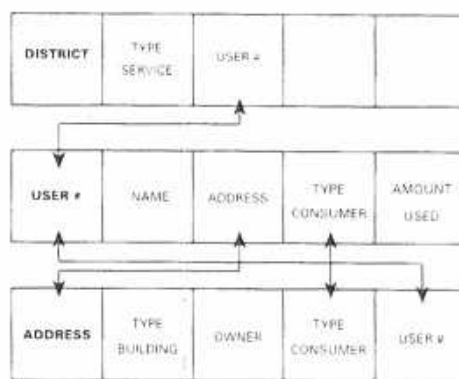 DISTRICT
TYPE
SERVICE
USER #
USER #
NAME
ADDRESS
TYPE
CONSUMER
AMOUNT
USED
ADDRESS
TYPE
BUILDING
OWNER
TYPE
CONSUMER
USER #